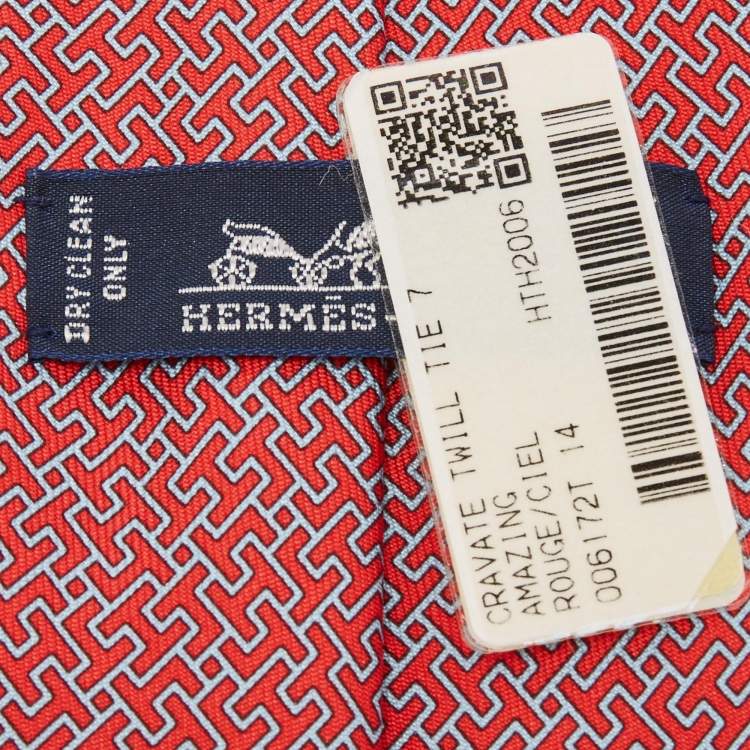 DRY CLEAN
ONLY
HERMÈS-
HTH2006
CRAVATE TWILL TIE 7
AMAZING
ROUGE/CIEL
006172T 14